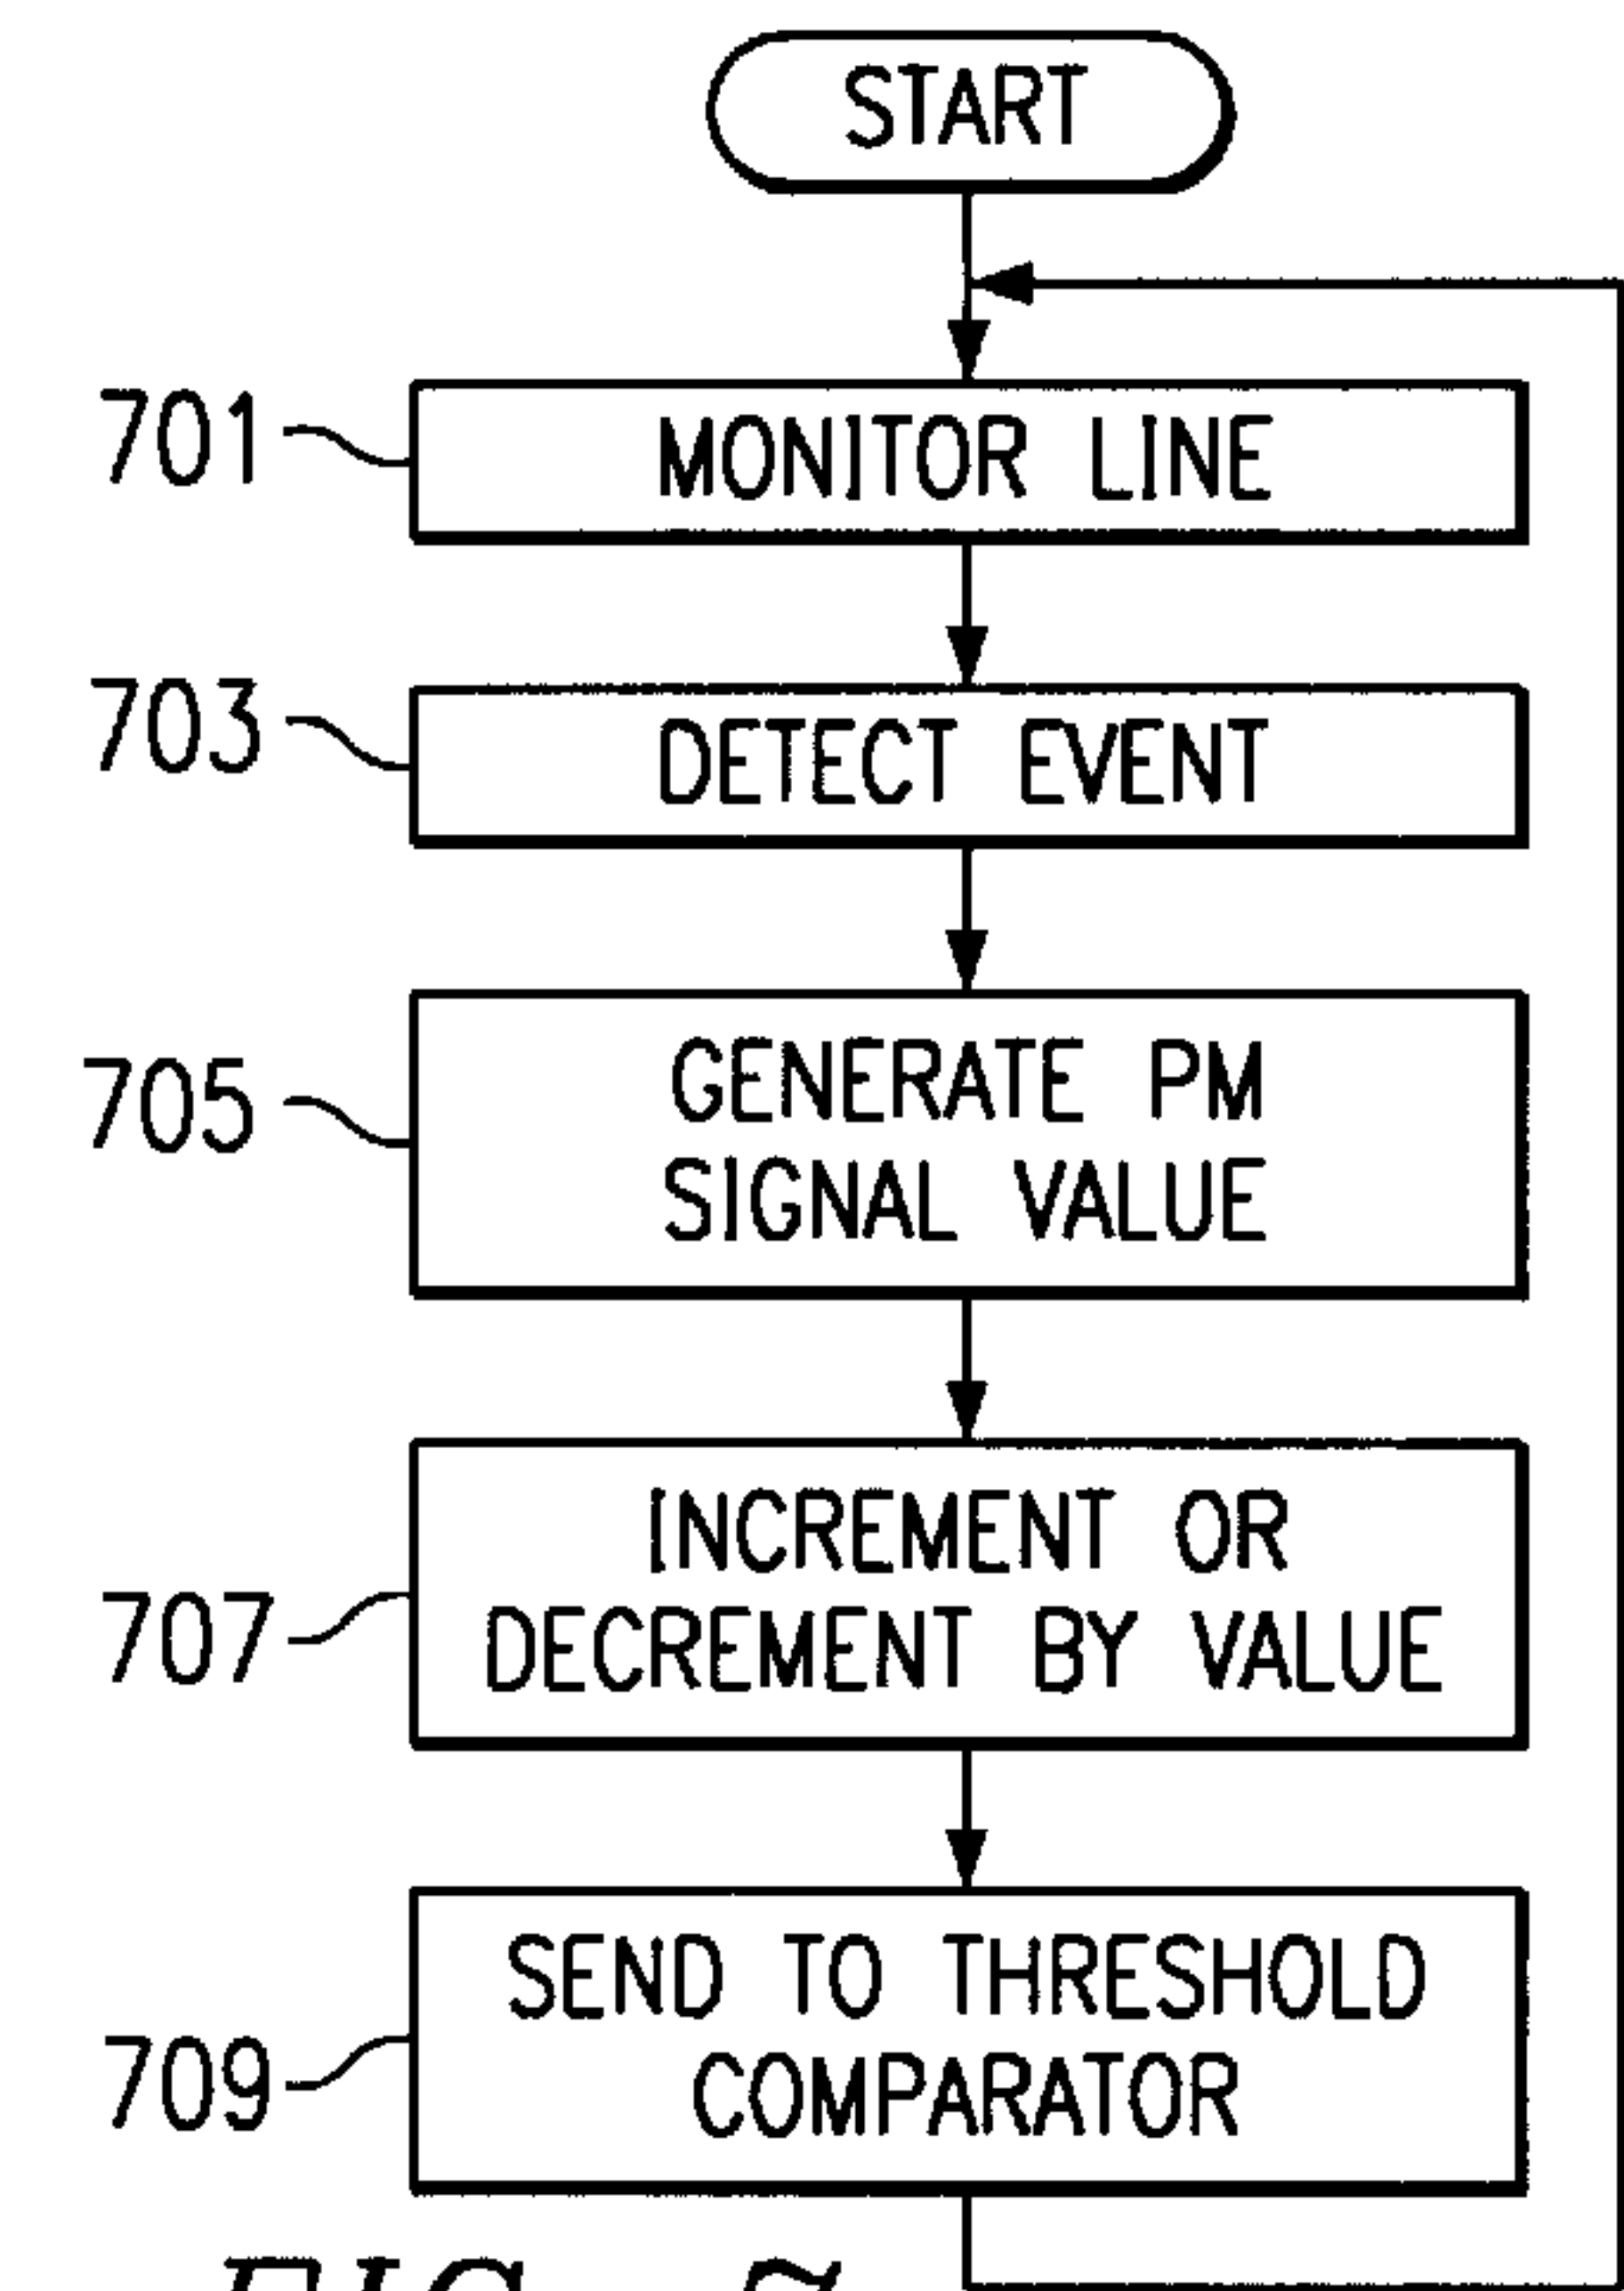 START
701
MONITOR LINE
703
DETECT EVENT
705
GENERATE PM
SIGNAL VALUE
707
INCREMENT OR
DECREMENT BY VALUE
709
SEND TO THRESHOLD
COMPARATOR